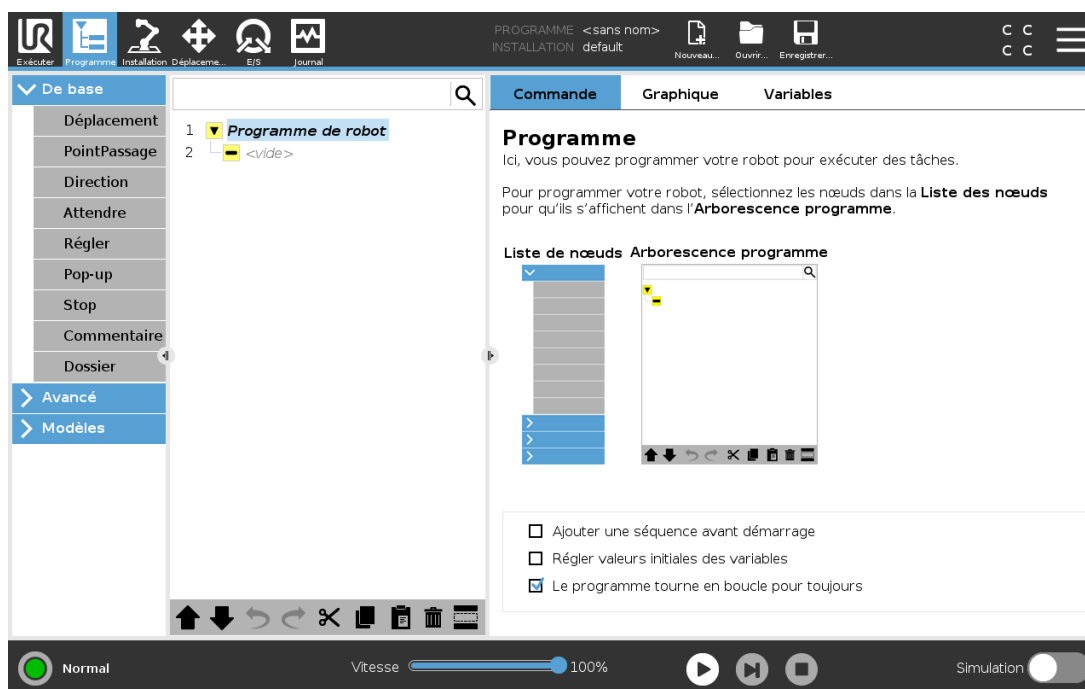 PROGRAMME <sans nom>
INSTALLATION default
C C
C C
UR
Exécuter
Programme
Installation
Déplaceme...
E/S
Journal
Nouveau...
Ouvrir...
Enregistrer...
De base
Déplacement
PointPassage
Direction
Attendre
Régler
Pop-up
Stop
Commentaire
Dossier
Avancé
Modèles
1 Programme de robot
2 <vide>
Commande Graphique Variables
Programme
Ici, vous pouvez programmer votre robot pour exécuter des tâches.
Pour programmer votre robot, sélectionnez les nœuds dans la Liste des nœuds
pour qu'ils s'affichent dans l'Arborescence programme.
Liste de nœuds Arborescence programme
Ajouter une séquence avant démarrage
Régler valeurs initiales des variables
Le programme tourne en boucle pour toujours
Normal
Vitesse 100%
Simulation